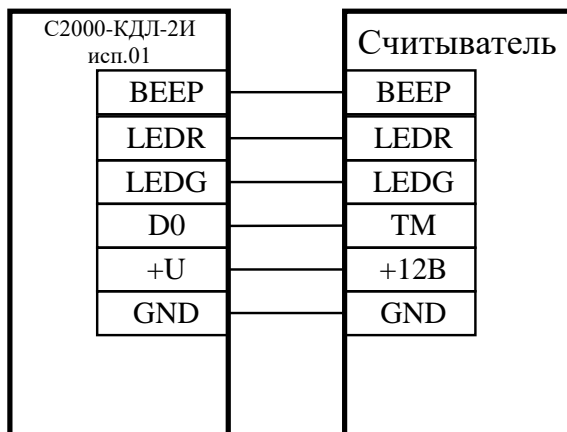 С2000-КДЛ-2И
исп.01
BEEP
LEDR
LEDG
D0
+U
GND
Считыватель
BEEP
LEDR
LEDG
TM
+12В
GND